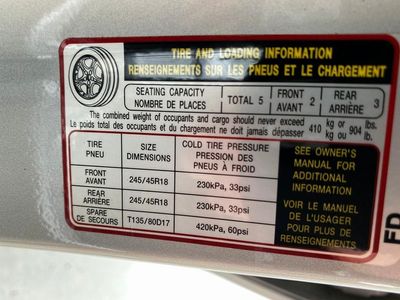 TIRE AND LOADING INFORMATION
RENSEIGNEMENTS SUR LES PNEUS ET LE CHARGEMENT
SEATING CAPACITY
NOMBRE DE PLACES
TOTAL 5
FRONT
AVANT 2
REAR
ARRIÈRE 3
The combined weight of occupants and cargo should never exceed
Le poids total des occupants et du chargement ne doit jamais dépasser
410 kg or 904 lbs.
kg ou lb.
TIRE
PNEU
SIZE
DIMENSIONS
COLD TIRE PRESSURE
PRESSION DES
PNEUS À FROID
FRONT
AVANT
245/45R18
230kPa, 33psi
REAR
ARRIÈRE
245/45R18
230kPa, 33psi
SPARE
DE SECOURS
T135/80D17
420kPa, 60psi
SEE OWNER'S
MANUAL FOR
ADDITIONAL
INFORMATION
VOIR LE MANUEL
DE L'USAGER
POUR PLUS DE
RENSEIGNEMENTS